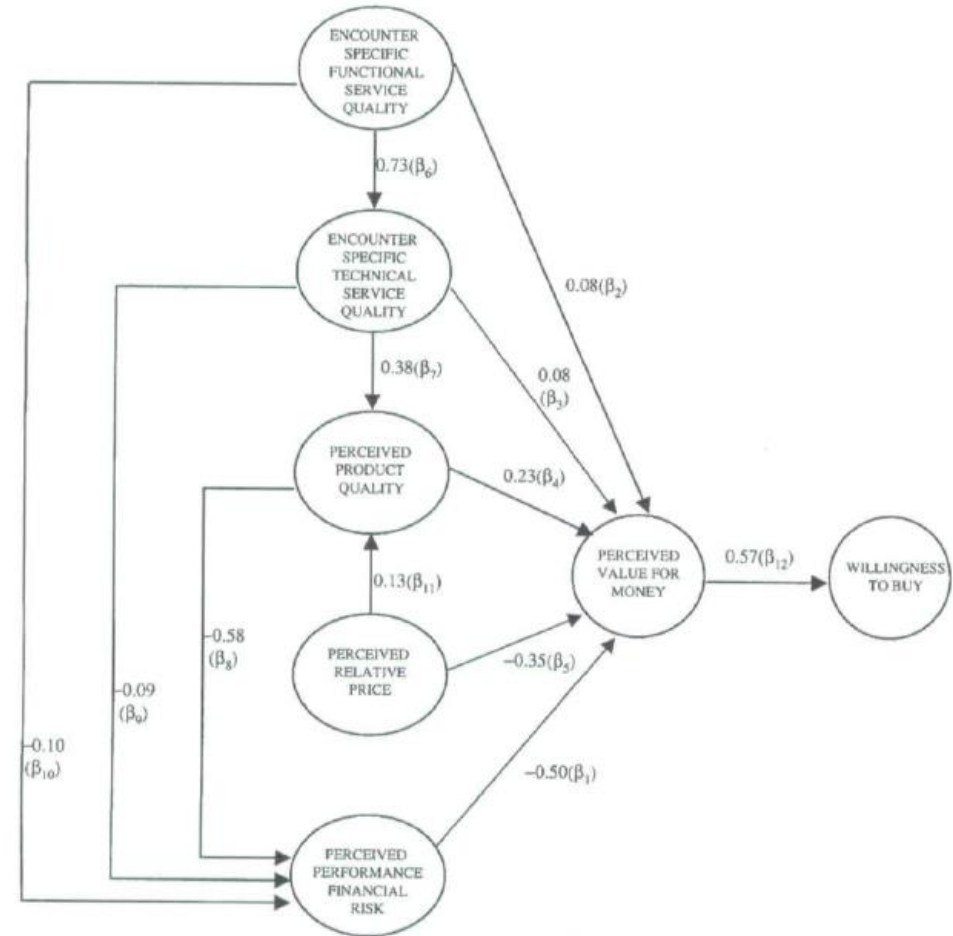 ENCOUNTER
SPECIFIC
FUNCTIONAL
SERVICE
QUALITY
0.73(β₆)
ENCOUNTER
SPECIFIC
TECHNICAL
SERVICE
QUALITY
0.08(β₂)
0.38(β₇)
0.08
(β₃)
PERCEIVED
PRODUCT
QUALITY
0.23(β₄)
PERCEIVED
VALUE FOR
MONEY
0.57(β₁₂)
WILLINGNESS
TO BUY
0.13(β₁₁)
–0.58
(β₈)
PERCEIVED
RELATIVE
PRICE
–0.35(β₅)
–0.09
(β₉)
–0.10
(β₁₀)
–0.50(β₁)
PERCEIVED
PERFORMANCE
FINANCIAL
RISK